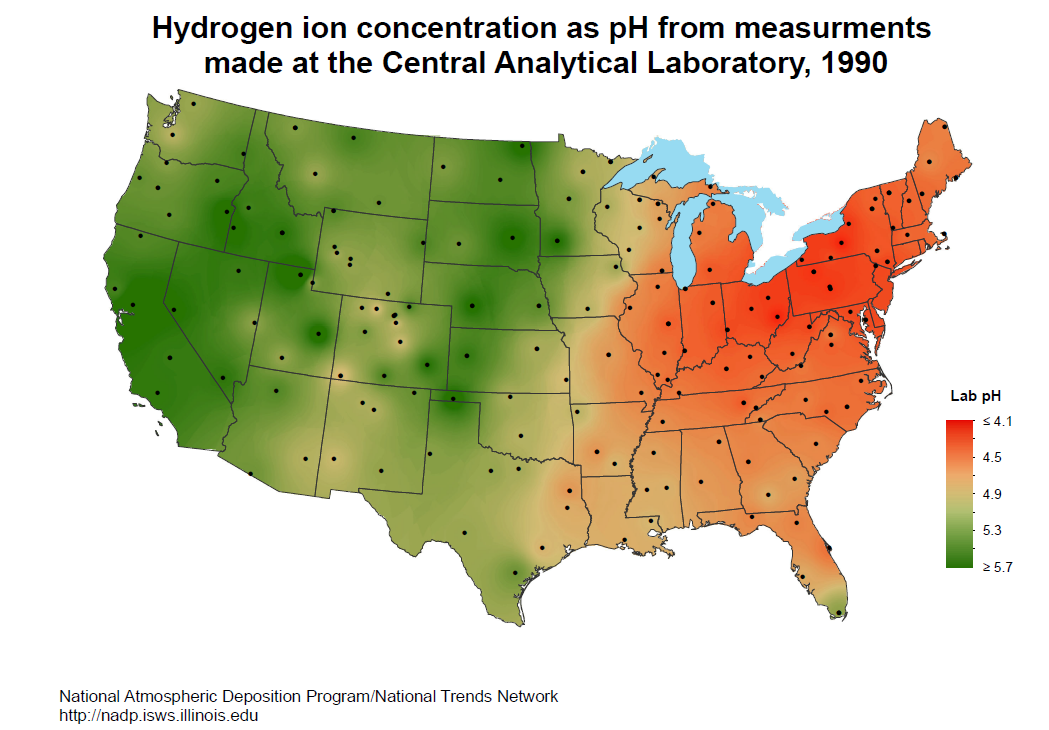 Hydrogen ion concentration as pH from measurments
made at the Central Analytical Laboratory, 1990
Lab pH
≤ 4.1
4.5
4.9
5.3
≥ 5.7
National Atmospheric Deposition Program/National Trends Network
http://nadp.isws.illinois.edu